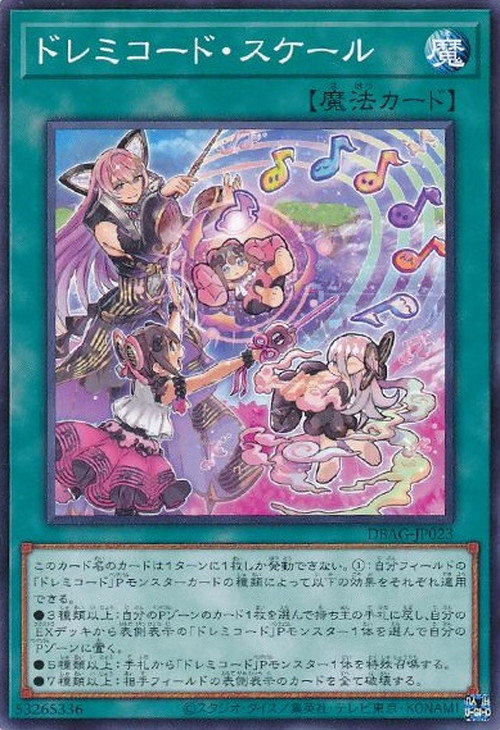 ドレミコード・スケール
魔
【魔法カード】
DBAG-JP023
このカード名のカードは1ターンに1枚しか発動できない。①:自分フィールドの
「ドレミコード」Pモンスターカードの種類によって以下の効果をそれぞれ適用
できる。
●3種類以上:自分のPゾーンのカード1枚を選んで持ち主の手札に戻し、自分の
EXデッキから表側表示の「ドレミコード」Pモンスター1体を選んで自分の
Pゾーンに置く。
●5種類以上:手札から「ドレミコード」Pモンスター1体を特殊召喚する。
●7種類以上:相手フィールドの表側表示のカードを全て破壊する。
53265336
©スタジオ・ダイス/集英社・テレビ東京・KONAMI